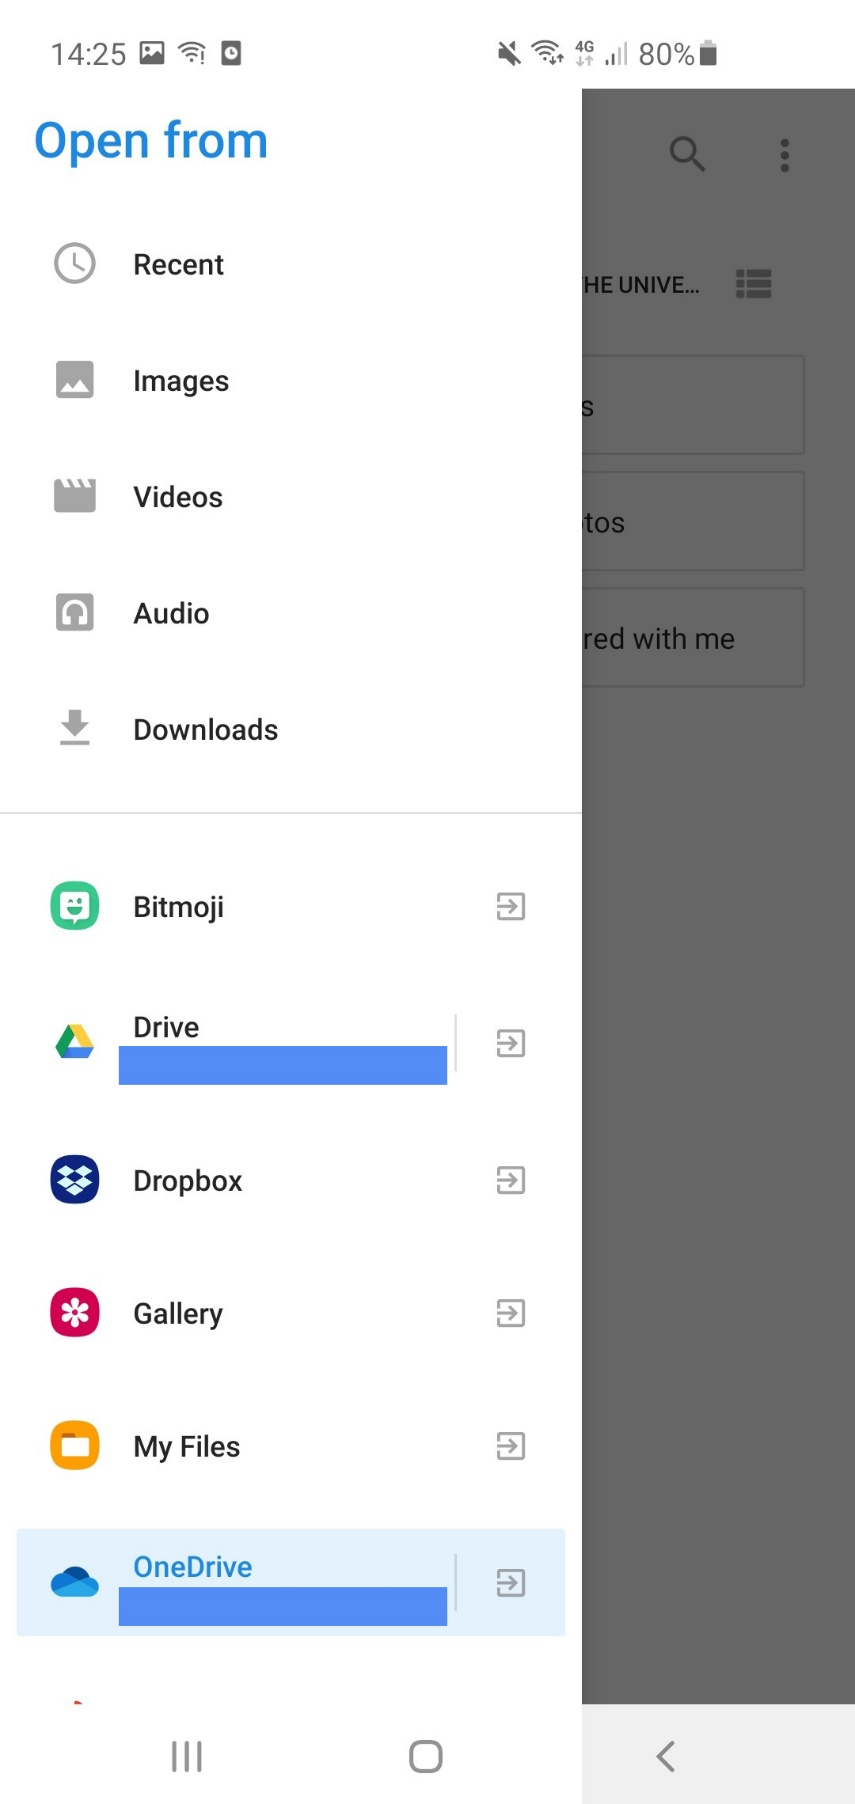 14:25
4G 80%
Open from
Recent
HE UNIVE...
Images
s
Videos
tos
Audio
red with me
Downloads
Bitmoji
Drive
Dropbox
Gallery
My Files
OneDrive